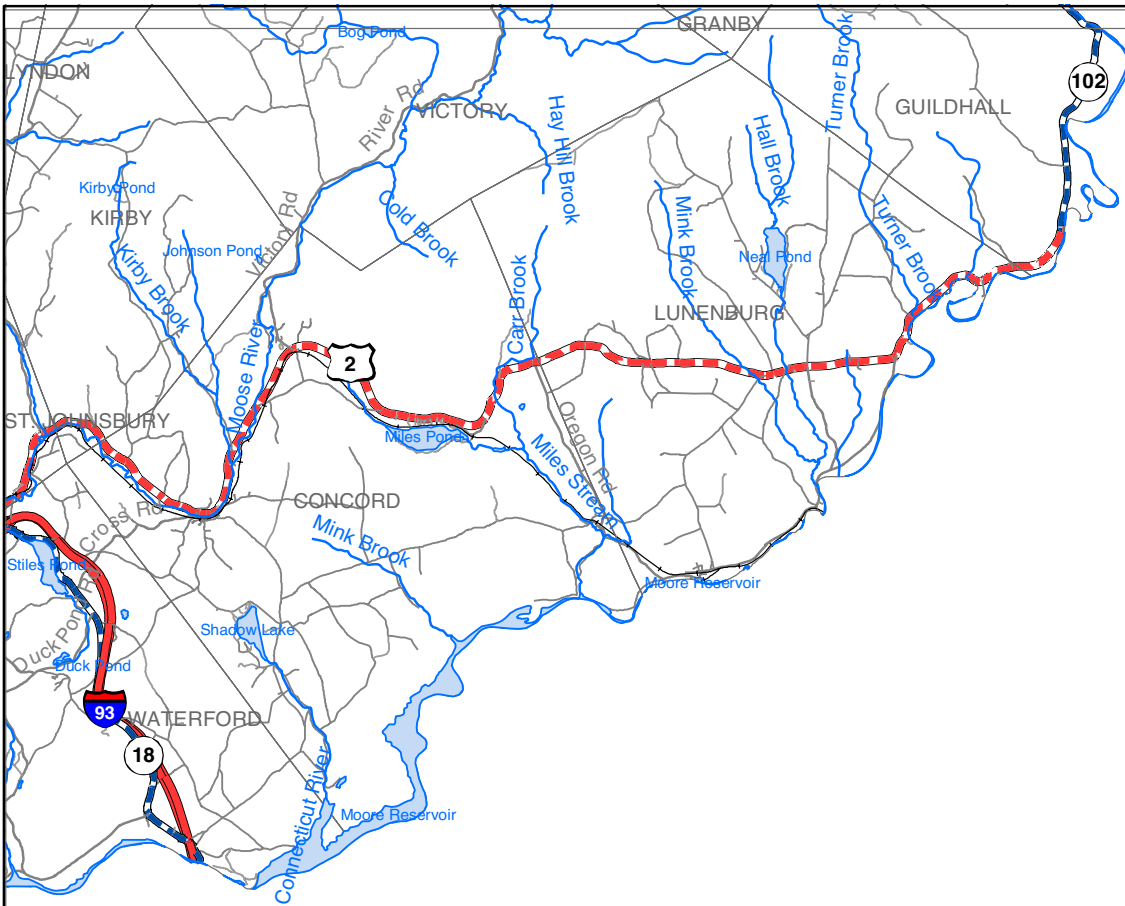 GRANBY
Bog Pond
Turner Brook
LYNDON
102
River Rd
VICTORY
GUILDHALL
Hay Hill Brook
Hall Brook
Kirby Pond
KIRBY
Cold Brook
Mink Brook
Turner Brook
Victory Rd
Johnson Pond
Neal Pond
Kirby Brook
Carr Brook
LUNENBURG
Moose River
2
ST. JOHNSBURY
Miles Pond
Oregon Rd
Miles Stream
CONCORD
Cross Rd
Mink Brook
Stiles Pond
Moore Reservoir
Duck Pond Rd
Shadow Lake
Duck Pond
93
WATERFORD
18
Connecticut River
Moore Reservoir